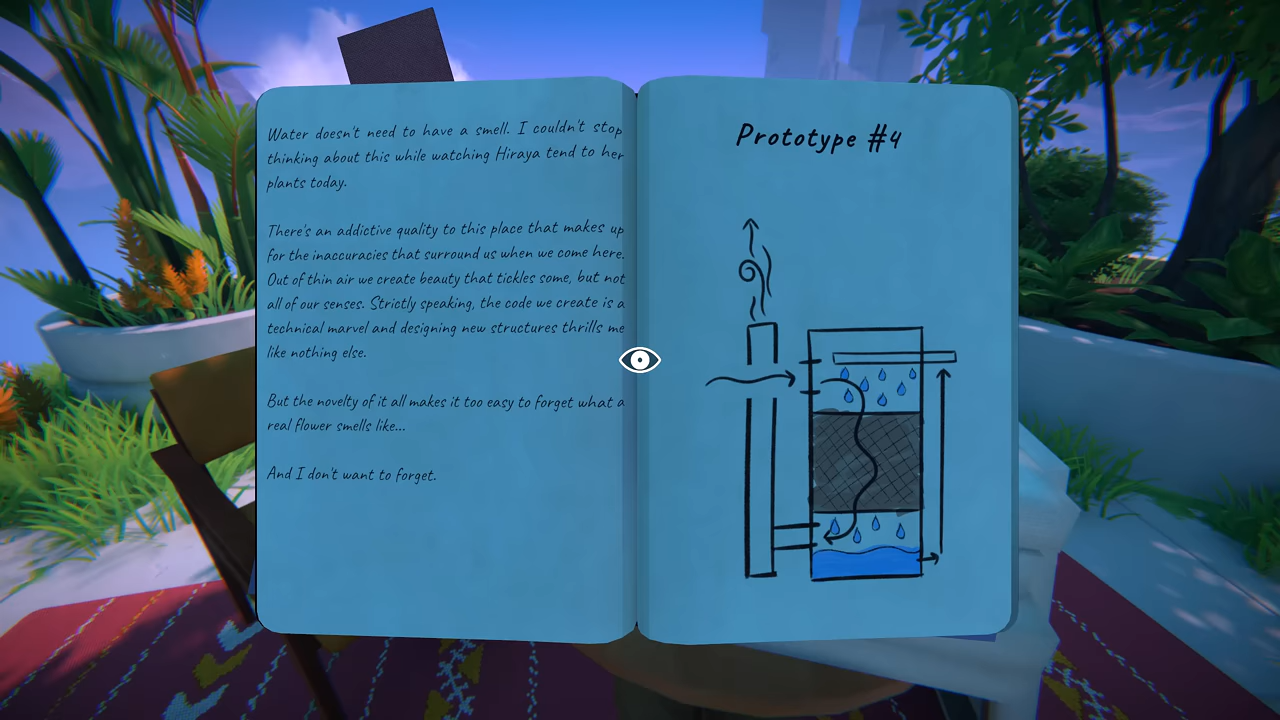 Water doesn't need to have a smell. I couldn't stop
thinking about this while watching Hiraya tend to her
plants today.
There's an addictive quality to this place that makes up
for the inaccuracies that surround us when we come here.
Out of thin air we create beauty that tickles some, but not
all of our senses. Strictly speaking, the code we create is a
technical marvel and designing new structures thrills me
like nothing else.
But the novelty of it all makes it too easy to forget what a
real flower smells like...
And I don't want to forget.
Prototype #4